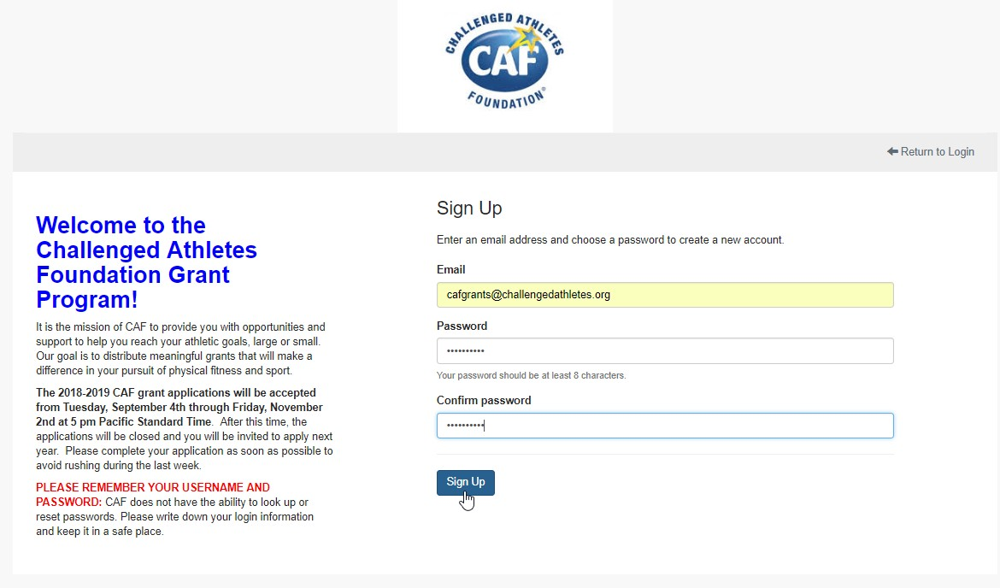 CHALLENGED ATHLETES
CAF
FOUNDATION®
Return to Login
Welcome to the
Challenged Athletes
Foundation Grant
Program!
It is the mission of CAF to provide you with opportunities and
support to help you reach your athletic goals, large or small.
Our goal is to distribute meaningful grants that will make a
difference in your pursuit of physical fitness and sport.
The 2018-2019 CAF grant applications will be accepted
from Tuesday, September 4th through Friday, November
2nd at 5 pm Pacific Standard Time.  After this time, the
applications will be closed and you will be invited to apply next
year.  Please complete your application as soon as possible to
avoid rushing during the last week.
PLEASE REMEMBER YOUR USERNAME AND
PASSWORD: CAF does not have the ability to look up or
reset passwords. Please write down your login information
and keep it in a safe place.
Sign Up
Enter an email address and choose a password to create a new account.
Email
cafgrants@challengedathletes.org
Password
••••••••••
Your password should be at least 8 characters.
Confirm password
••••••••••
Sign Up